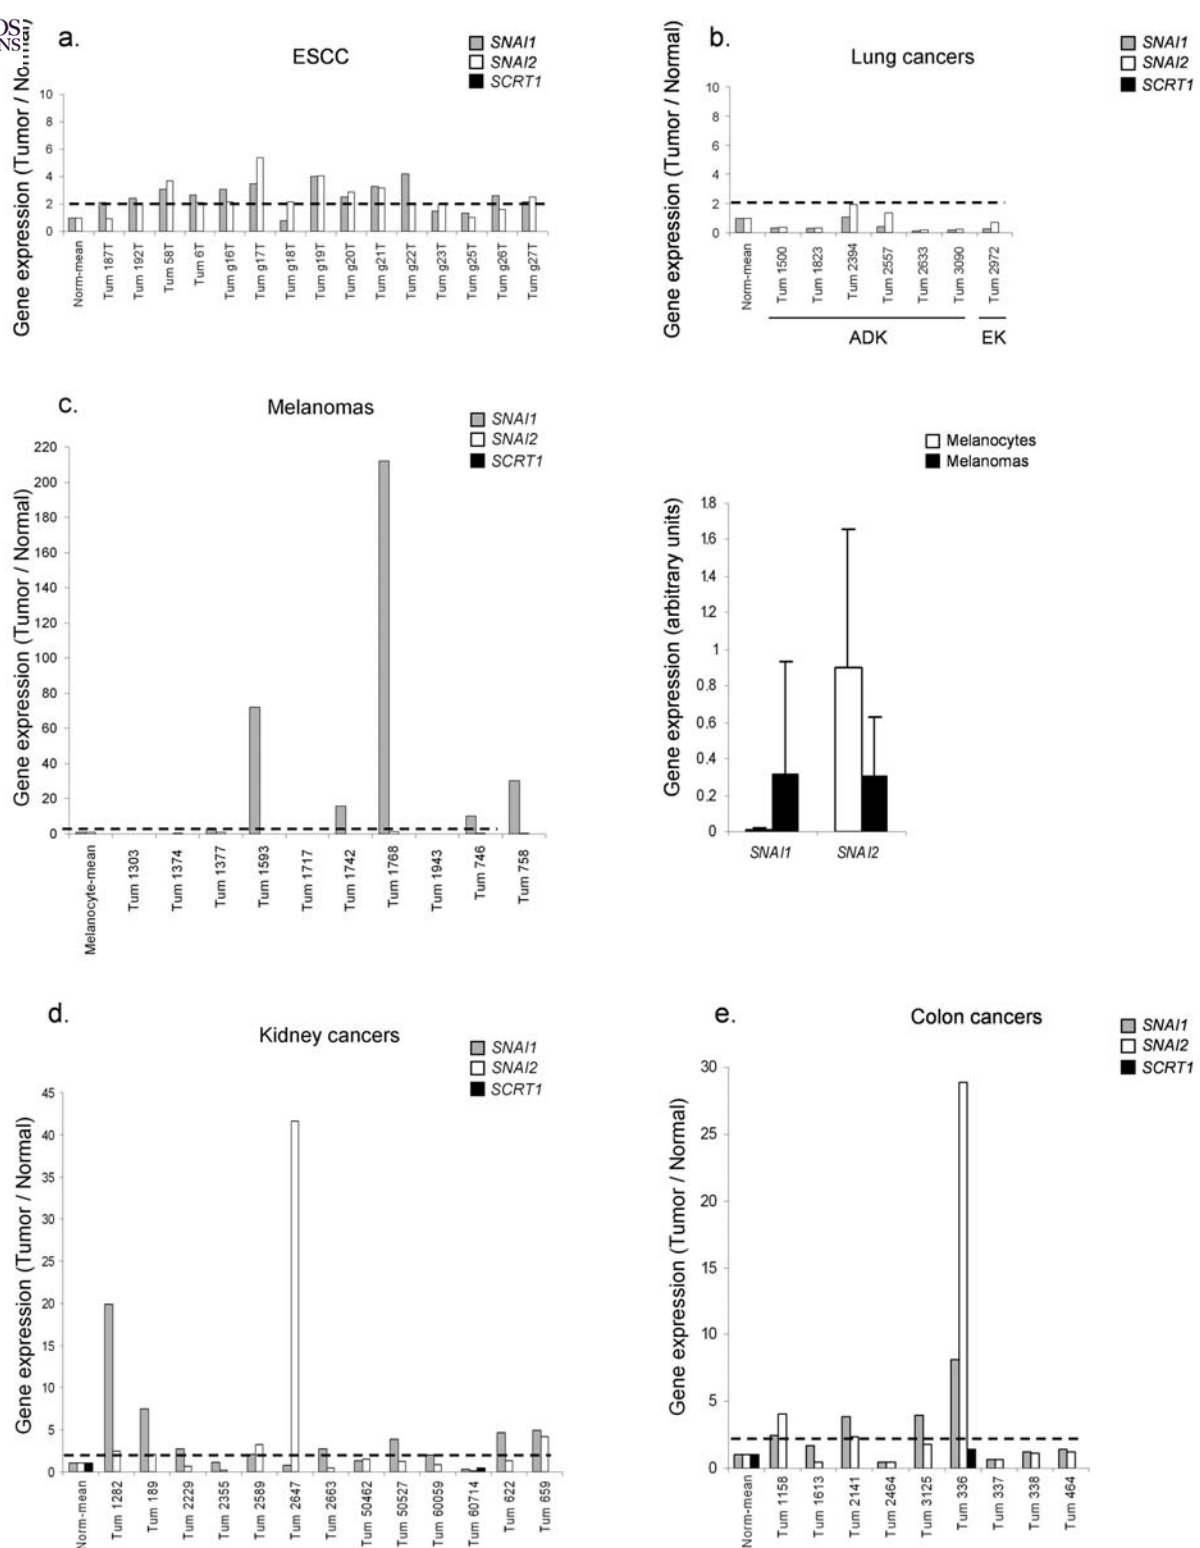 OS
NS
a.
ESCC
SNAI1
SNAI2
SCRT1
Gene expression (Tumor / Normal)
10
8
6
4
2
0
Norm-mean
Tum 187T
Tum 192T
Tum 58T
Tum 6T
Tum g16T
Tum g17T
Tum g18T
Tum g19T
Tum g20T
Tum g21T
Tum g22T
Tum g23T
Tum g25T
Tum g26T
Tum g27T
b.
Lung cancers
SNAI1
SNAI2
SCRT1
Gene expression (Tumor / Normal)
10
8
6
4
2
0
Norm-mean
Tum 1500
Tum 1823
Tum 2394
Tum 2557
Tum 2633
Tum 3090
Tum 2972
ADK
EK
c.
Melanomas
SNAI1
SNAI2
SCRT1
Gene expression (Tumor / Normal)
220
200
180
160
140
120
100
80
60
40
20
0
Melanocyte-mean
Tum 1303
Tum 1374
Tum 1377
Tum 1593
Tum 1717
Tum 1742
Tum 1768
Tum 1943
Tum 746
Tum 758
Melanocytes
Melanomas
Gene expression (arbitrary units)
1.8
1.6
1.4
1.2
1
0.8
0.6
0.4
0.2
0
SNAI1
SNAI2
d.
Kidney cancers
SNAI1
SNAI2
SCRT1
Gene expression (Tumor / Normal)
45
40
35
30
25
20
15
10
5
0
Norm-mean
Tum 1282
Tum 189
Tum 2229
Tum 2355
Tum 2589
Tum 2647
Tum 2663
Tum 50462
Tum 50527
Tum 60059
Tum 60714
Tum 622
Tum 659
e.
Colon cancers
SNAI1
SNAI2
SCRT1
Gene expression (Tumor / Normal)
30
25
20
15
10
5
0
Norm-mean
Tum 1158
Tum 1613
Tum 2141
Tum 2464
Tum 3125
Tum 336
Tum 337
Tum 338
Tum 464